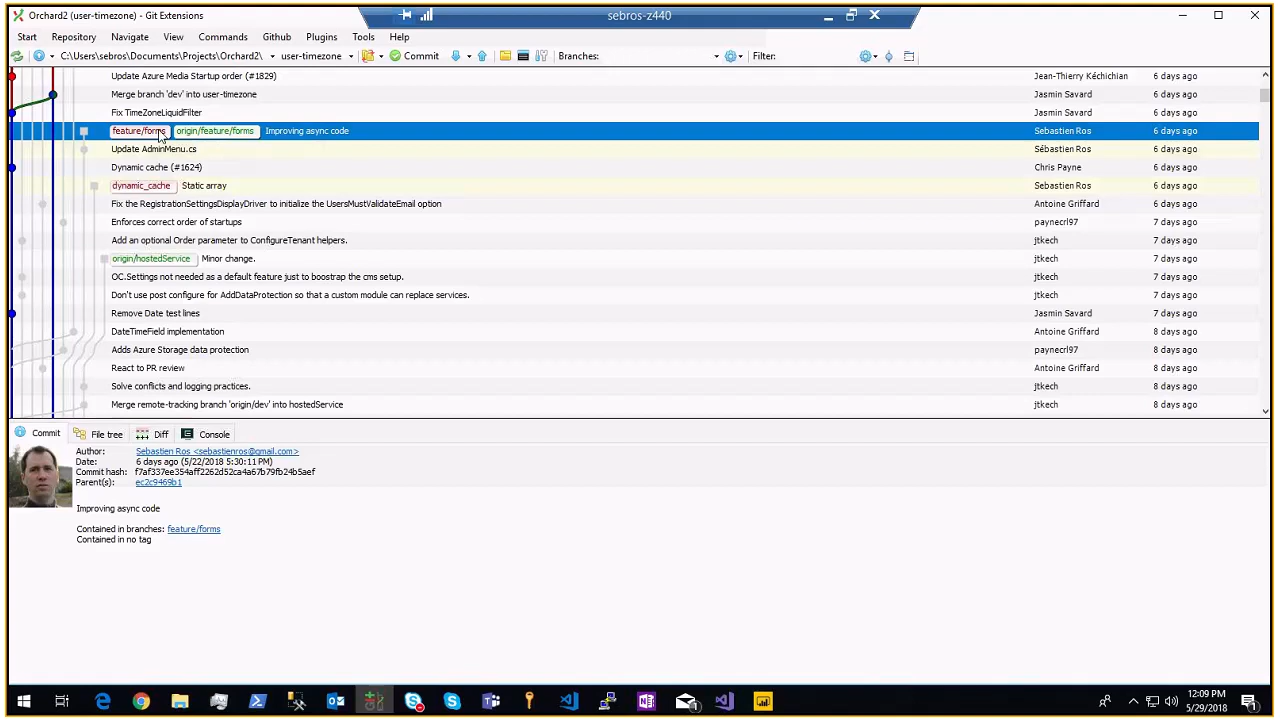 Orchard2 (user-timezone) - Git Extensions
sebros-z440
Start Repository Navigate View Commands Github Plugins Tools Help
C:\Users\sebros\Documents\Projects\Orchard2\ user-timezone Commit Branches: Filter:
Update Azure Media Startup order (#1829) Jean-Thierry Kéchichian 6 days ago
Merge branch 'dev' into user-timezone Jasmin Savard 6 days ago
Fix TimeZoneLiquidFilter Jasmin Savard 6 days ago
feature/forms origin/feature/forms Improving async code Sebastien Ros 6 days ago
Update AdminMenu.cs Sébastien Ros 6 days ago
Dynamic cache (#1624) Chris Payne 6 days ago
dynamic_cache Static array Sebastien Ros 6 days ago
Fix the RegistrationSettingsDisplayDriver to initialize the UsersMustValidateEmail option Antoine Griffard 6 days ago
Enforces correct order of startups paynecrl97 7 days ago
Add an optional Order parameter to ConfigureTenant helpers. jtkech 7 days ago
origin/hostedService Minor change. jtkech 7 days ago
OC.Settings not needed as a default feature just to boostrap the cms setup. jtkech 7 days ago
Don't use post configure for AddDataProtection so that a custom module can replace services. jtkech 7 days ago
Remove Date test lines Jasmin Savard 7 days ago
DateTimeField implementation Antoine Griffard 8 days ago
Adds Azure Storage data protection paynecrl97 8 days ago
React to PR review Antoine Griffard 8 days ago
Solve conflicts and logging practices. jtkech 8 days ago
Merge remote-tracking branch 'origin/dev' into hostedService jtkech 8 days ago
Commit File tree Diff Console
Author: Sebastien Ros <sebastienros@gmail.com>
Date: 6 days ago (5/22/2018 5:30:11 PM)
Commit hash: f7af337ee354aff2262d52ca4a67b79fb24b5aef
Parent(s): ec2c9469b1
Improving async code
Contained in branches: feature/forms
Contained in no tag
12:09 PM
5/29/2018